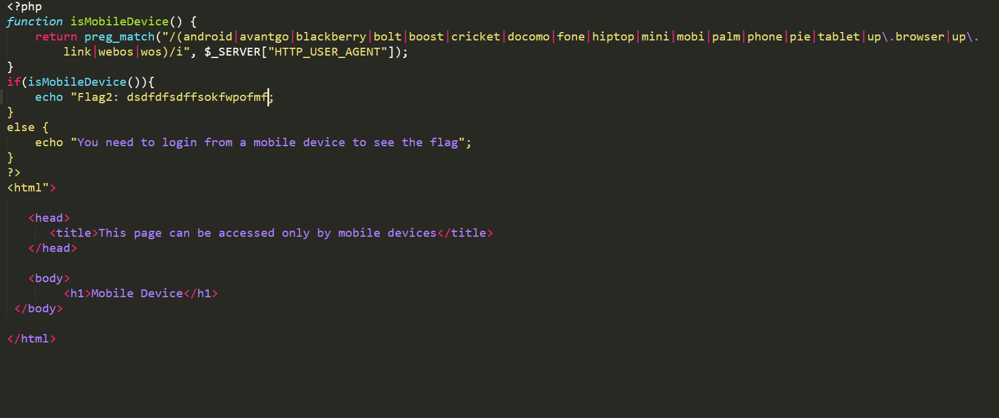 <?php
function isMobileDevice() {
    return preg_match("/(android|avantgo|blackberry|bolt|boost|cricket|docomo|fone|hiptop|mini|mobi|palm|phone|pie|tablet|up\.browser|up\.
        link|webos|wos)/i", $_SERVER["HTTP_USER_AGENT"]);
}
if(isMobileDevice()){
    echo "Flag2: dsdfdfsdffsokfwpofmf;
}
else {
    echo "You need to login from a mobile device to see the flag";
}
?>
<html">
   <head>
      <title>This page can be accessed only by mobile devices</title>
   </head>
   <body>
        <h1>Mobile Device</h1>
 </body>
</html>